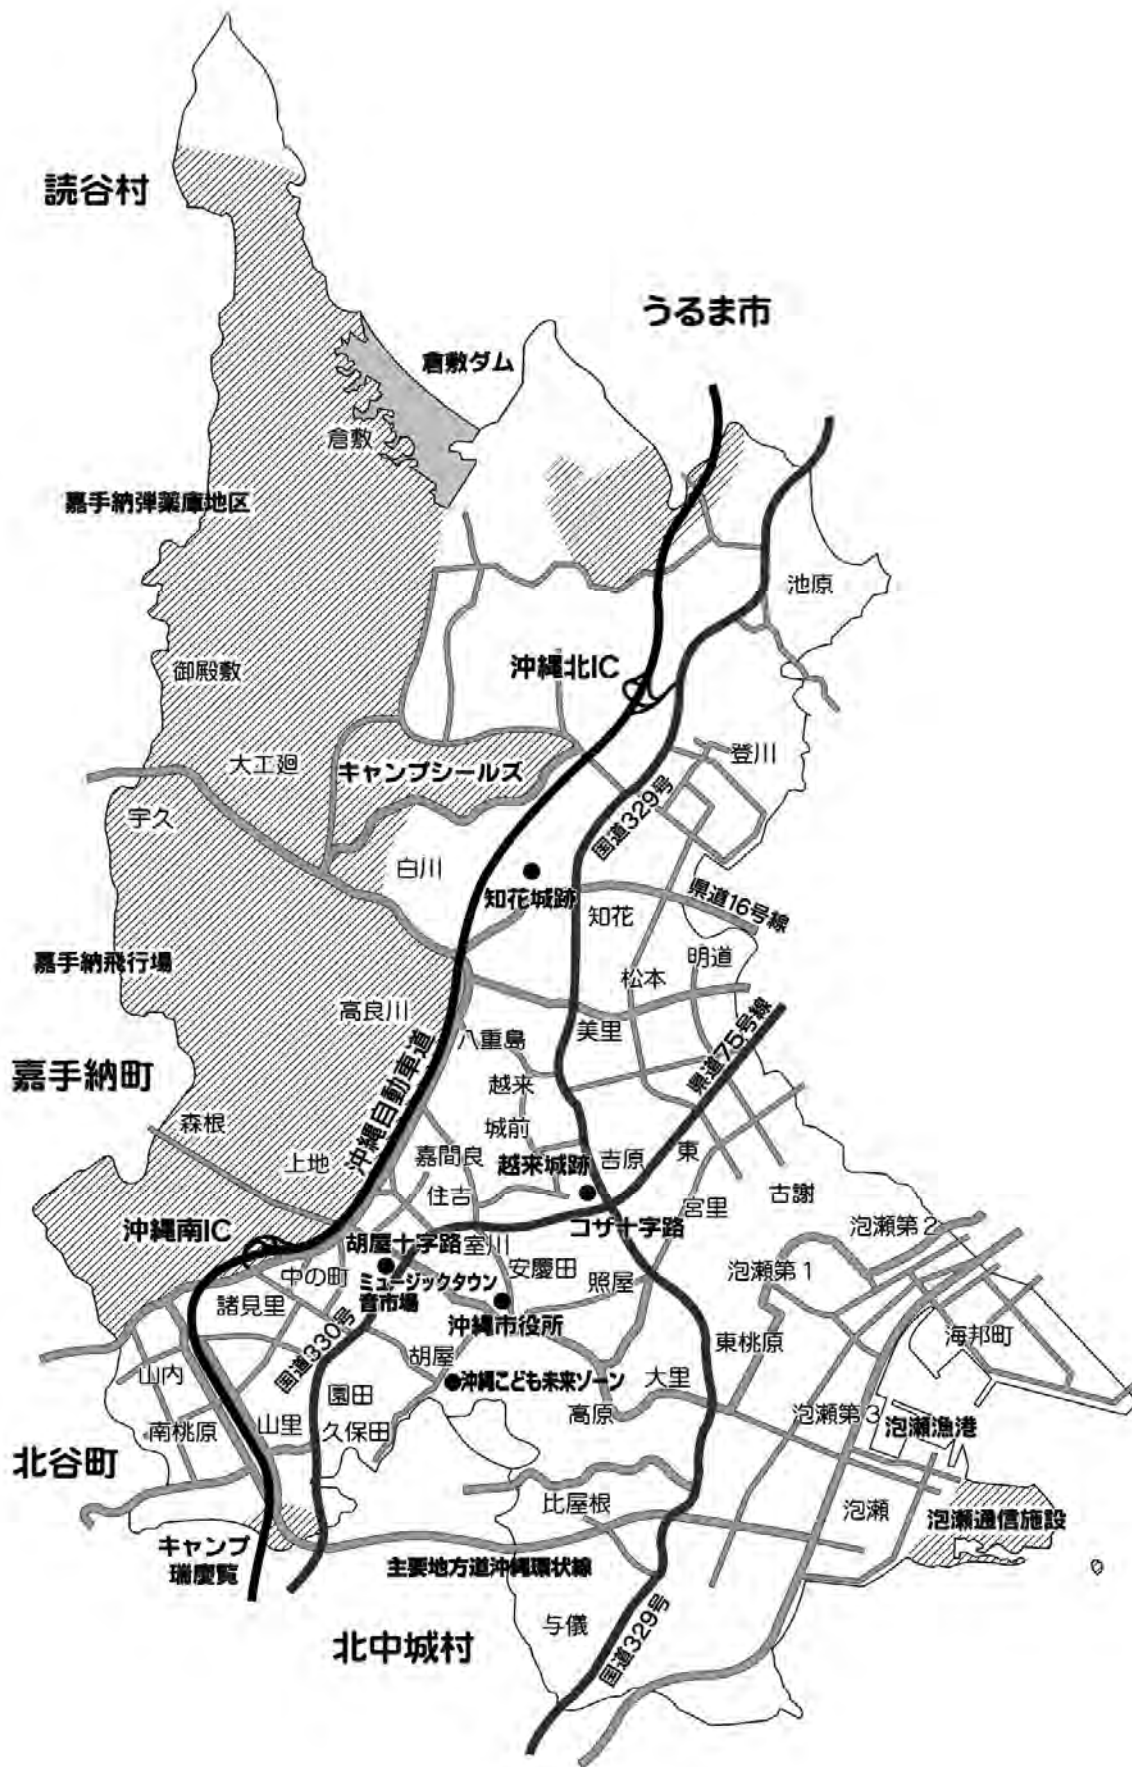 読谷村
うるま市
倉敷ダム
倉敷
嘉手納弾薬庫地区
池原
沖縄北IC
御殿敷
登川
大工廻
キャンプシールズ
国道329号
宇久
白川
知花城跡
県道16号線
知花
明道
嘉手納飛行場
松本
高良川
八重島
美里
県道75号線
嘉手納町
越来
沖縄自動車道
森根
城前
嘉間良
越来城跡
吉原
東
上地
住吉
宮里
古謝
沖縄南IC
胡屋十字路
室川
コザ十字路
泡瀬第2
中の町
ミュージックタウン
音市場
安慶田
照屋
泡瀬第1
諸見里
沖縄市役所
国道330号
東桃原
海邦町
胡屋
山内
沖縄こども未来ゾーン
大里
園田
高原
泡瀬第3
南桃原
山里
久保田
泡瀬漁港
北谷町
比屋根
泡瀬
泡瀬通信施設
キャンプ
瑞慶覧
主要地方道沖縄環状線
与儀
北中城村
国道329号